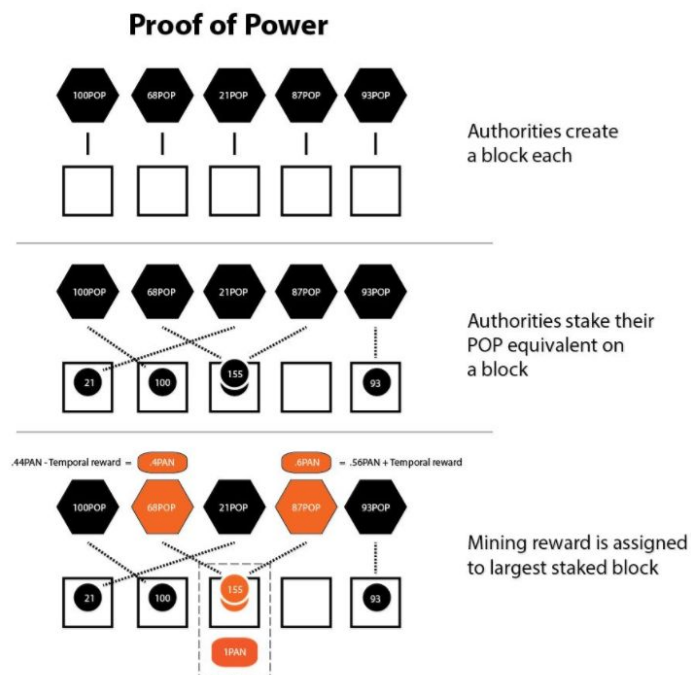 Proof of Power
100POP 68POP 21POP 87POP 93POP
Authorities create
a block each
100POP 68POP 21POP 87POP 93POP
Authorities stake their
POP equivalent on
a block
21 100 155 93
.44PAN - Temporal reward = .4PAN .6PAN = .56PAN + Temporal reward
100POP 68POP 21POP 87POP 93POP
Mining reward is assigned
to largest staked block
21 100 155 93
1PAN